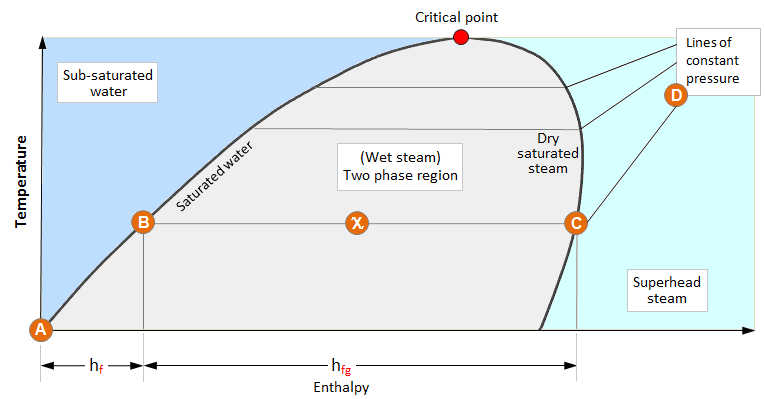 Critical point
Lines of
constant
pressure
Sub-saturated
water
D
Saturated water
(Wet steam)
Two phase region
Dry
saturated
steam
Temperature
B
X
C
Superhead
steam
A
hf
hfg
Enthalpy